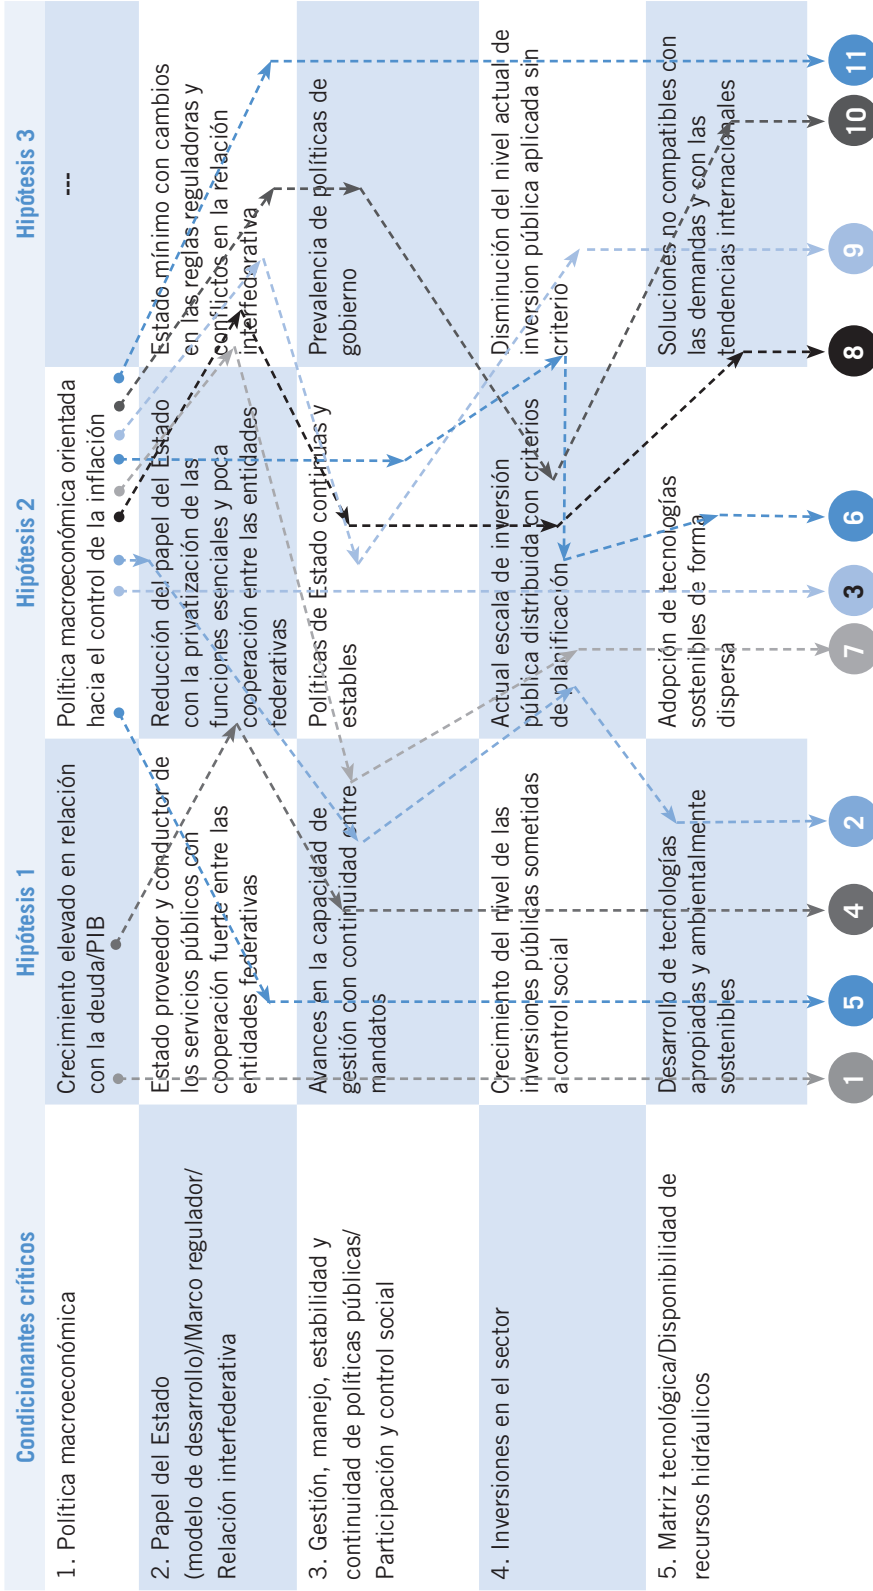 Condicionantes críticos
Hipótesis 1
Hipótesis 2
Hipótesis 3
1. Política macroeconómica
Crecimiento elevado en relación
con la deuda/PIB
Política macroeconómica orientada
hacia el control de la inflación
---
2. Papel del Estado
(modelo de desarrollo)/Marco regulador/
Relación interfederativa
Estado proveedor y conductor de
los servicios públicos con
cooperación fuerte entre las
entidades federativas
Reducción del papel del Estado
con la privatización de las
funciones esenciales y poca
cooperación entre las entidades
federativas
Estado mínimo con cambios
en las reglas reguladoras y
conflictos en la relación
interfederativa
3. Gestión, manejo, estabilidad y
continuidad de políticas públicas/
Participación y control social
Avances en la capacidad de
gestión con continuidad entre
mandatos
Políticas de Estado continuas y
estables
Prevalencia de políticas de
gobierno
4. Inversiones en el sector
Crecimiento del nivel de las
inversiones públicas sometidas
a control social
Actual escala de inversión
pública distribuida con criterios
de planificación
Disminución del nivel actual de
inversión pública aplicada sin
criterio
5. Matriz tecnológica/Disponibilidad de
recursos hidráulicos
Desarrollo de tecnologías
apropiadas y ambientalmente
sostenibles
Adopción de tecnologías
sostenibles de forma
dispersa
Soluciones no compatibles con
las demandas y con las
tendencias internacionales
1
5
4
2
7
3
6
8
9
10
11